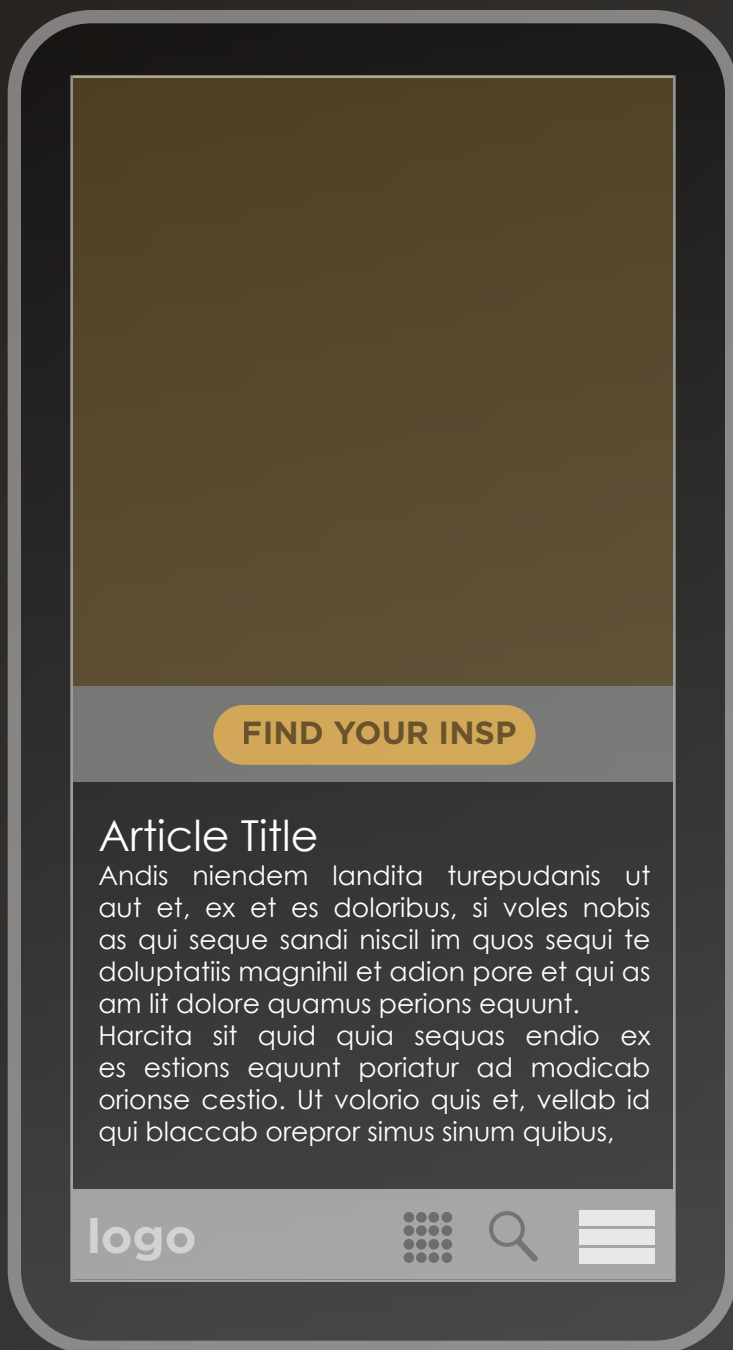 FIND YOUR INSP
Article Title
Andis niendem landita turepudanis ut
aut et, ex et es doloribus, si voles nobis
as qui seque sandi niscil im quos sequi te
doluptatiis magnihil et adion pore et qui as
am lit dolore quamus perions equunt.
Harcita sit quid quia sequas endio ex
es estions equunt poriatur ad modicab
orionse cestio. Ut volorio quis et, vellab id
qui blaccab orepror simus sinum quibus,
logo